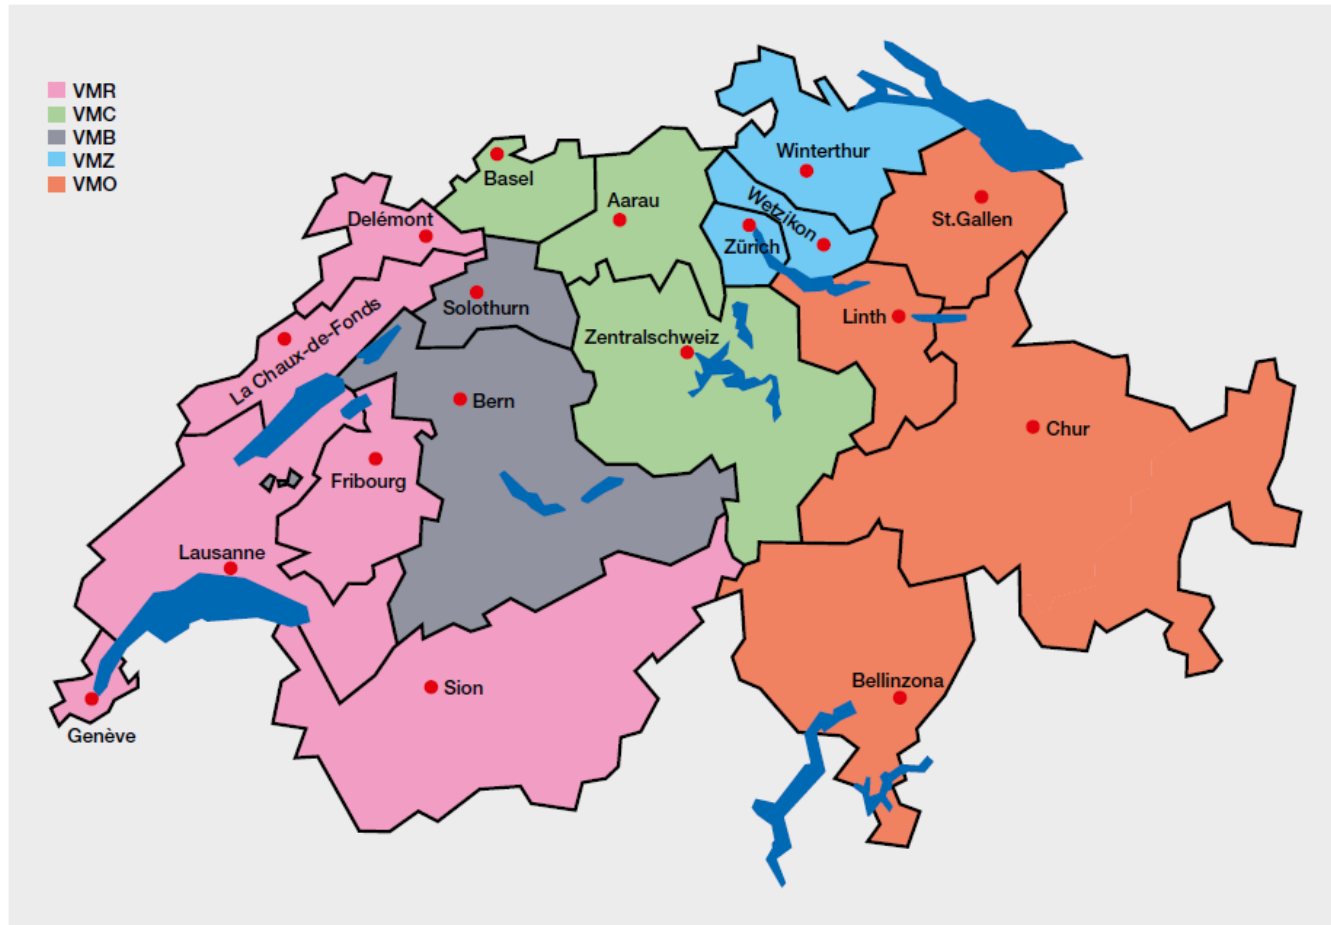 VMR
VMC
VMB
VMZ
VMO
Winterthur
Basel
Wetzikon
Aarau
Delémont
St.Gallen
Zürich
Solothurn
Linth
La Chaux-de-Fonds
Zentralschweiz
Bern
Chur
Fribourg
Lausanne
Bellinzona
Sion
Genève